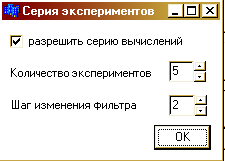 Серия экспериментов
разрешить серию вычислений
Количество экспериментов 5
Шаг изменения фильтра 2
OK